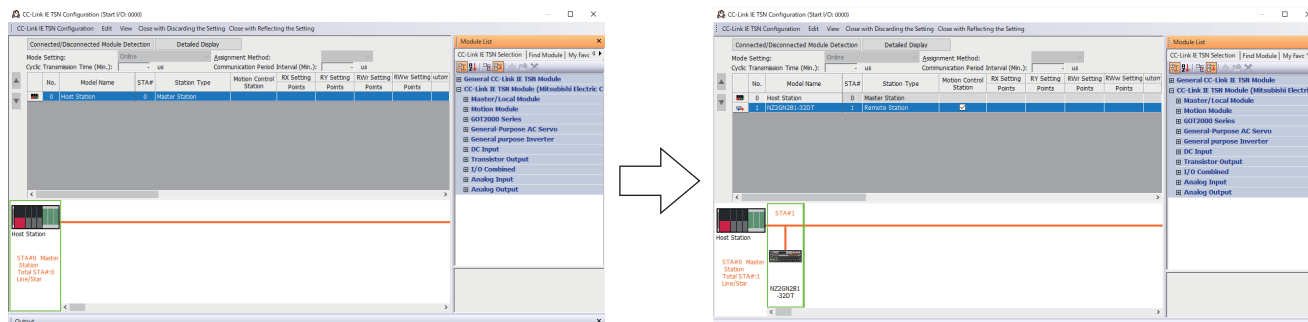 CC-Link IE TSN Configuration (Start I/O: 0000)
CC-Link IE TSN Configuration Edit View Close with Discarding the Setting Close with Reflecting the Setting
Connected/Disconnected Module Detection Detailed Display
Mode Setting: Online Assignment Method:
Cyclic Transmission Time (Min.): - us Communication Period Interval (Min.): - us
No. Model Name STA# Station Type Motion Control Station RX Setting Points RY Setting Points RWr Setting Points RWw Setting Points utom
0 Host Station 0 Master Station
Host Station
STA#0 Master
Station
Total STA#:0
Line/Star
Output
Module List
CC-Link IE TSN Selection Find Module My Favc
General CC-Link IE TSN Module
CC-Link IE TSN Module (Mitsubishi Electric C
Master/Local Module
Motion Module
GOT2000 Series
General-Purpose AC Servo
General purpose Inverter
DC Input
Transistor Output
I/O Combined
Analog Input
Analog Output
CC-Link IE TSN Configuration (Start I/O: 0000)
CC-Link IE TSN Configuration Edit View Close with Discarding the Setting Close with Reflecting the Setting
Connected/Disconnected Module Detection Detailed Display
Mode Setting: Online Assignment Method:
Cyclic Transmission Time (Min.): - us Communication Period Interval (Min.): - us
No. Model Name STA# Station Type Motion Control Station RX Setting Points RY Setting Points RWr Setting Points RWw Setting Points utom
0 Host Station 0 Master Station
1 NZ2GN2B1-32DT 1 Remote Station
STA#1
Host Station
STA#0 Master
Station
Total STA#:1
Line/Star
NZ2GN2B1
-32DT
Module List
CC-Link IE TSN Selection Find Module My Favc
General CC-Link IE TSN Module
CC-Link IE TSN Module (Mitsubishi Electri
Master/Local Module
Motion Module
GOT2000 Series
General-Purpose AC Servo
General purpose Inverter
DC Input
Transistor Output
I/O Combined
Analog Input
Analog Output